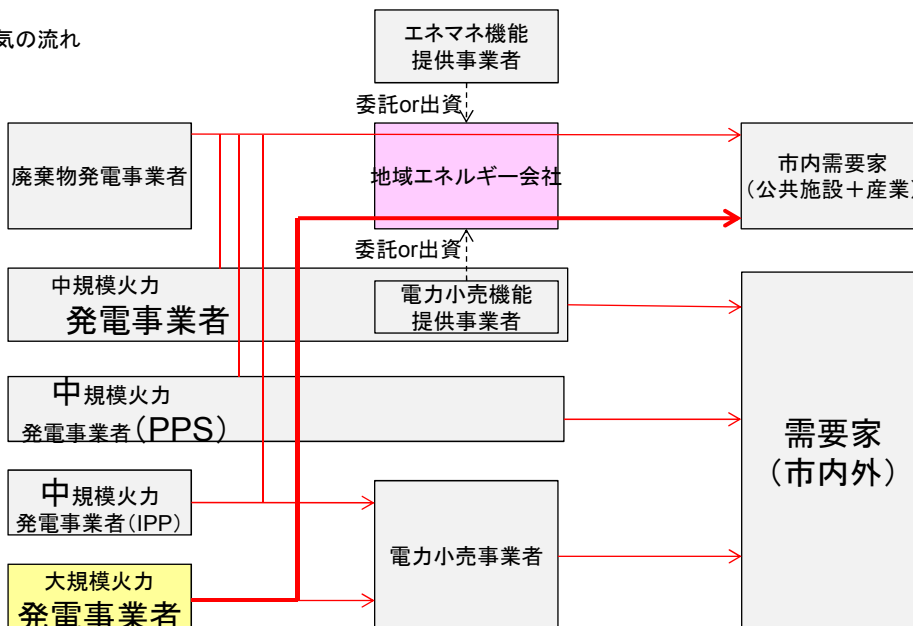 気の流れ
エネマネ機能
提供事業者
委託or出資
廃棄物発電事業者
地域エネルギー会社
市内需要家
（公共施設＋産業）
委託or出資
中規模火力
発電事業者
電力小売機能
提供事業者
中規模火力
発電事業者（PPS）
需要家
（市内外）
中規模火力
発電事業者（IPP）
電力小売事業者
大規模火力
発電事業者